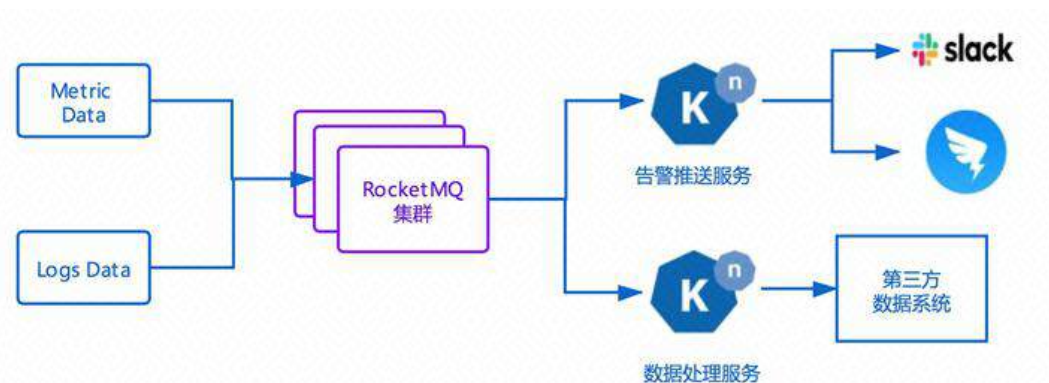 Metric
Data
Logs Data
RocketMQ
集群
K
n
告警推送服务
slack
K
n
数据处理服务
第三方
数据系统